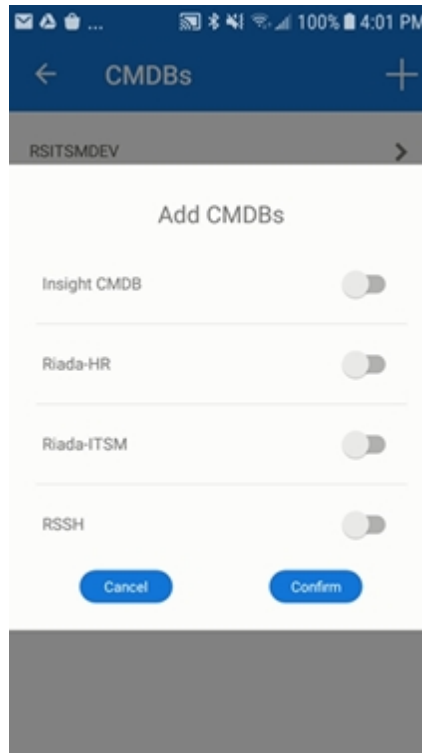 ... 100% 4:01 PM
CMDBs
RSITSMDEV
Add CMDBs
Insight CMDB
Riada-HR
Riada-ITSM
RSSH
Cancel Confirm